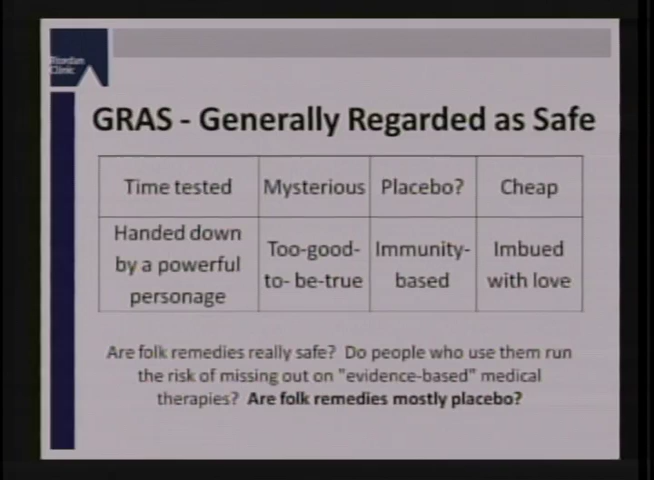 Riordan
Clinic
GRAS - Generally Regarded as Safe
Time tested
Mysterious
Placebo?
Cheap
Handed down
by a powerful
personage
Too-good-
to- be-true
Immunity-
based
Imbued
with love
Are folk remedies really safe? Do people who use them run
the risk of missing out on "evidence-based" medical
therapies? Are folk remedies mostly placebo?